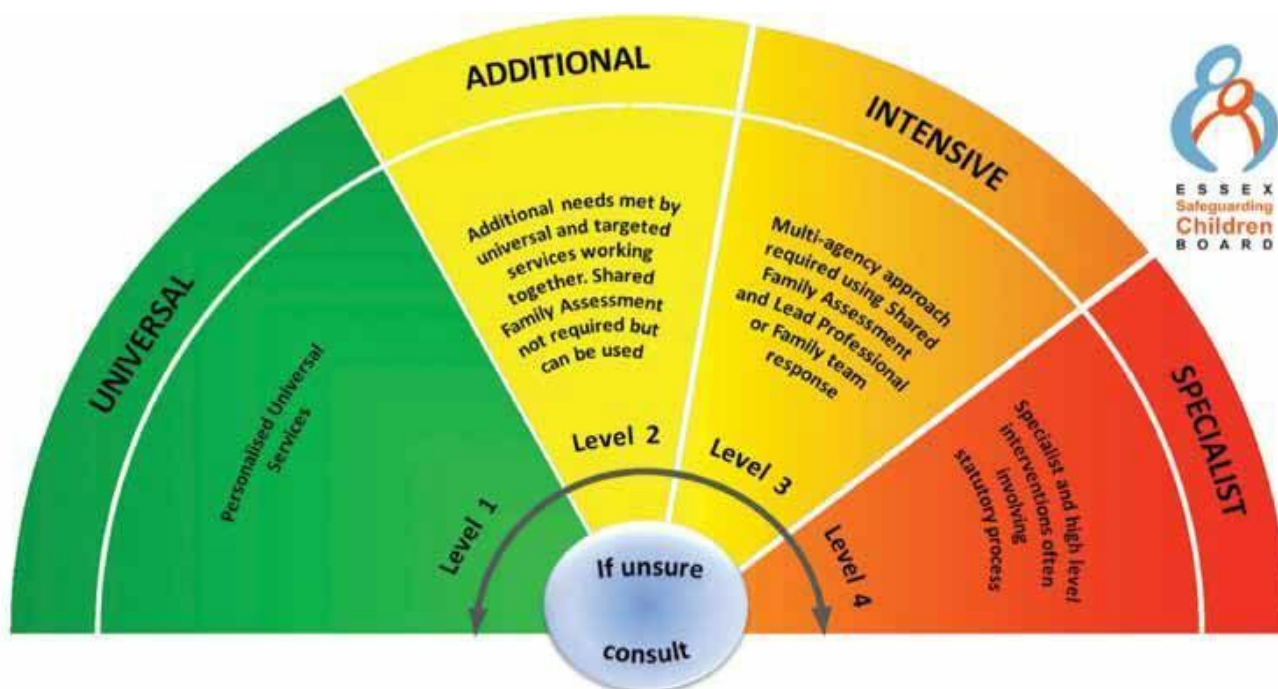 UNIVERSAL
Personalised Universal
Services
Level 1
ADDITIONAL
Additional needs met by
universal and targeted
services working
together. Shared
Family Assessment
not required but
can be used
Level 2
INTENSIVE
Multi-agency approach
required using Shared
Family Assessment
and Lead Professional
or Family team
response
Level 3
SPECIALIST
Specialist and high level
interventions often
involving
statutory process
Level 4
If unsure
consult
ESSEX
Safeguarding
Children
BOARD